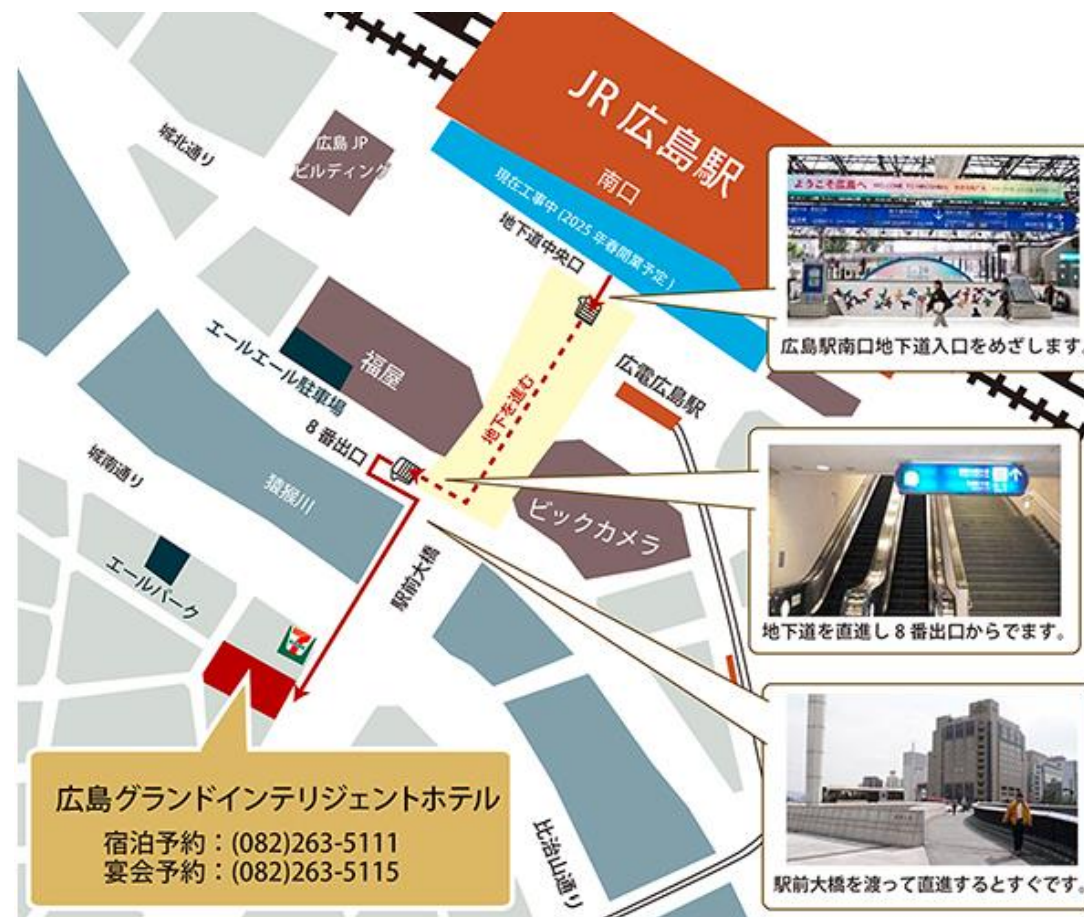 JR 広島駅
南口
現在工事中 (2025 年春開業予定)
地下道中央口
広島 JP
ビルディング
城北通り
福屋
エールエール駐車場
8 番出口
地下を進む
広電広島駅
ビックカメラ
猿猴川
城南通り
駅前大橋
エールパーク
7
比治山通り
ようこそ広島へ
広島駅南口地下道入口をめざします。
地下道を直進し 8 番出口からでます。
駅前大橋を渡って直進するとすぐです。
広島グランドインテリジェントホテル
宿泊予約：(082)263-5111
宴会予約：(082)263-5115